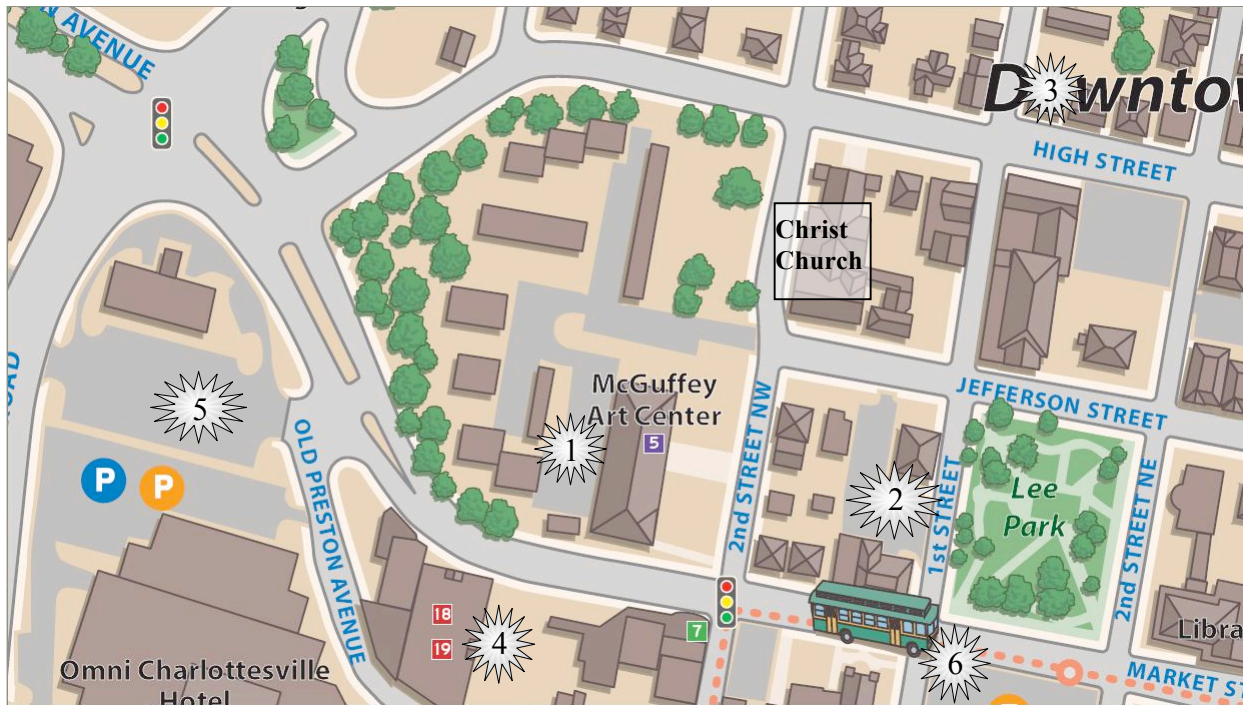 N AVENUE
Downtow
3
HIGH STREET
Christ
Church
McGuffey
Art Center
5
JEFFERSON STREET
5
1
2
Lee
Park
P
P
OLD PRESTON AVENUE
2nd STREET NW
1st STREET
2nd STREET NE
OAD
18
19
4
7
6
Libra
MARKET ST
Omni Charlottesville
Hotel